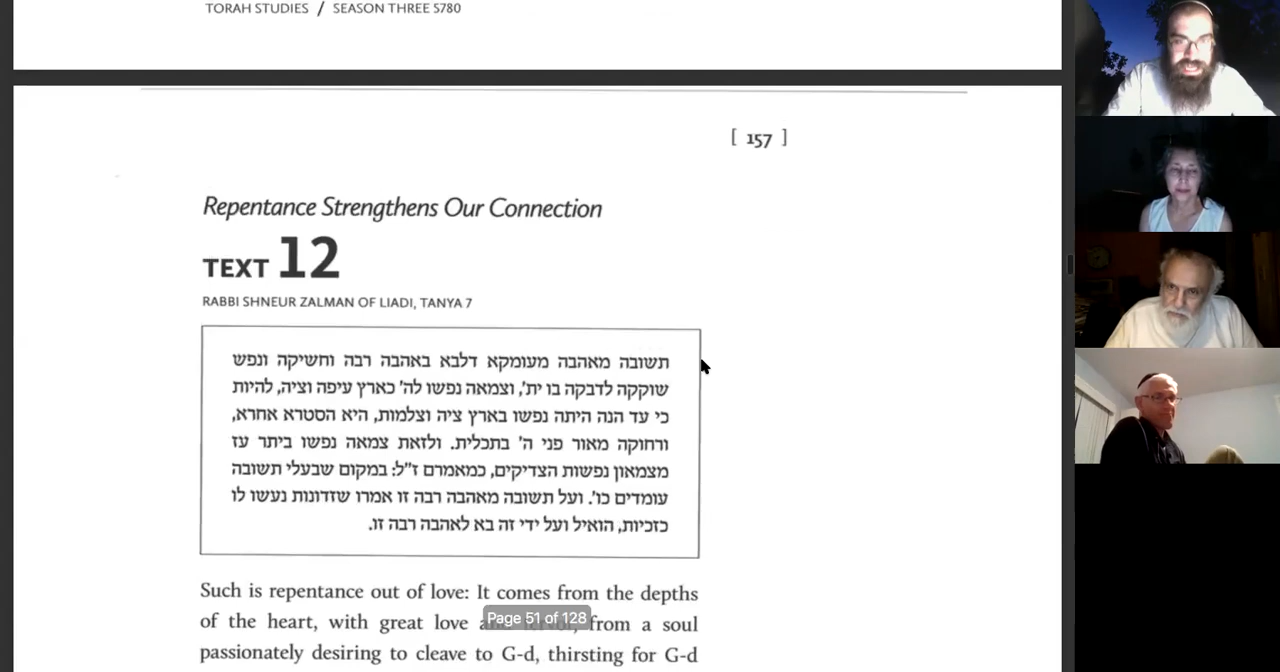 TORAH STUDIES / SEASON THREE 5780
[ 157 ]
Repentance Strengthens Our Connection
TEXT 12
RABBI SHNEUR ZALMAN OF LIADI, TANYA 7
תשובה מאהבה מעומקא דלבא באהבה רבה וחשיקה ונפש
שוקקה לדבקה בו ית', וצמאה נפשו לה' כארץ עיפה וציה, להיות
כי עד הנה היתה נפשו בארץ ציה וצלמות, היא הסטרא אחרא,
ורחוקה מאור פני ה' בתכלית. ולזאת צמאה נפשו ביתר עז
מצמאון נפשות הצדיקים, כמאמרם ז"ל: במקום שבעלי תשובה
עומדים כו'. ועל תשובה מאהבה רבה זו אמרו שזדונות נעשו לו
כזכיות, הואיל ועל ידי זה בא לאהבה רבה זו.
Such is repentance out of love: It comes from the depths
of the heart, with great love from a soul
Page 51 of 128
passionately desiring to cleave to G-d, thirsting for G-d